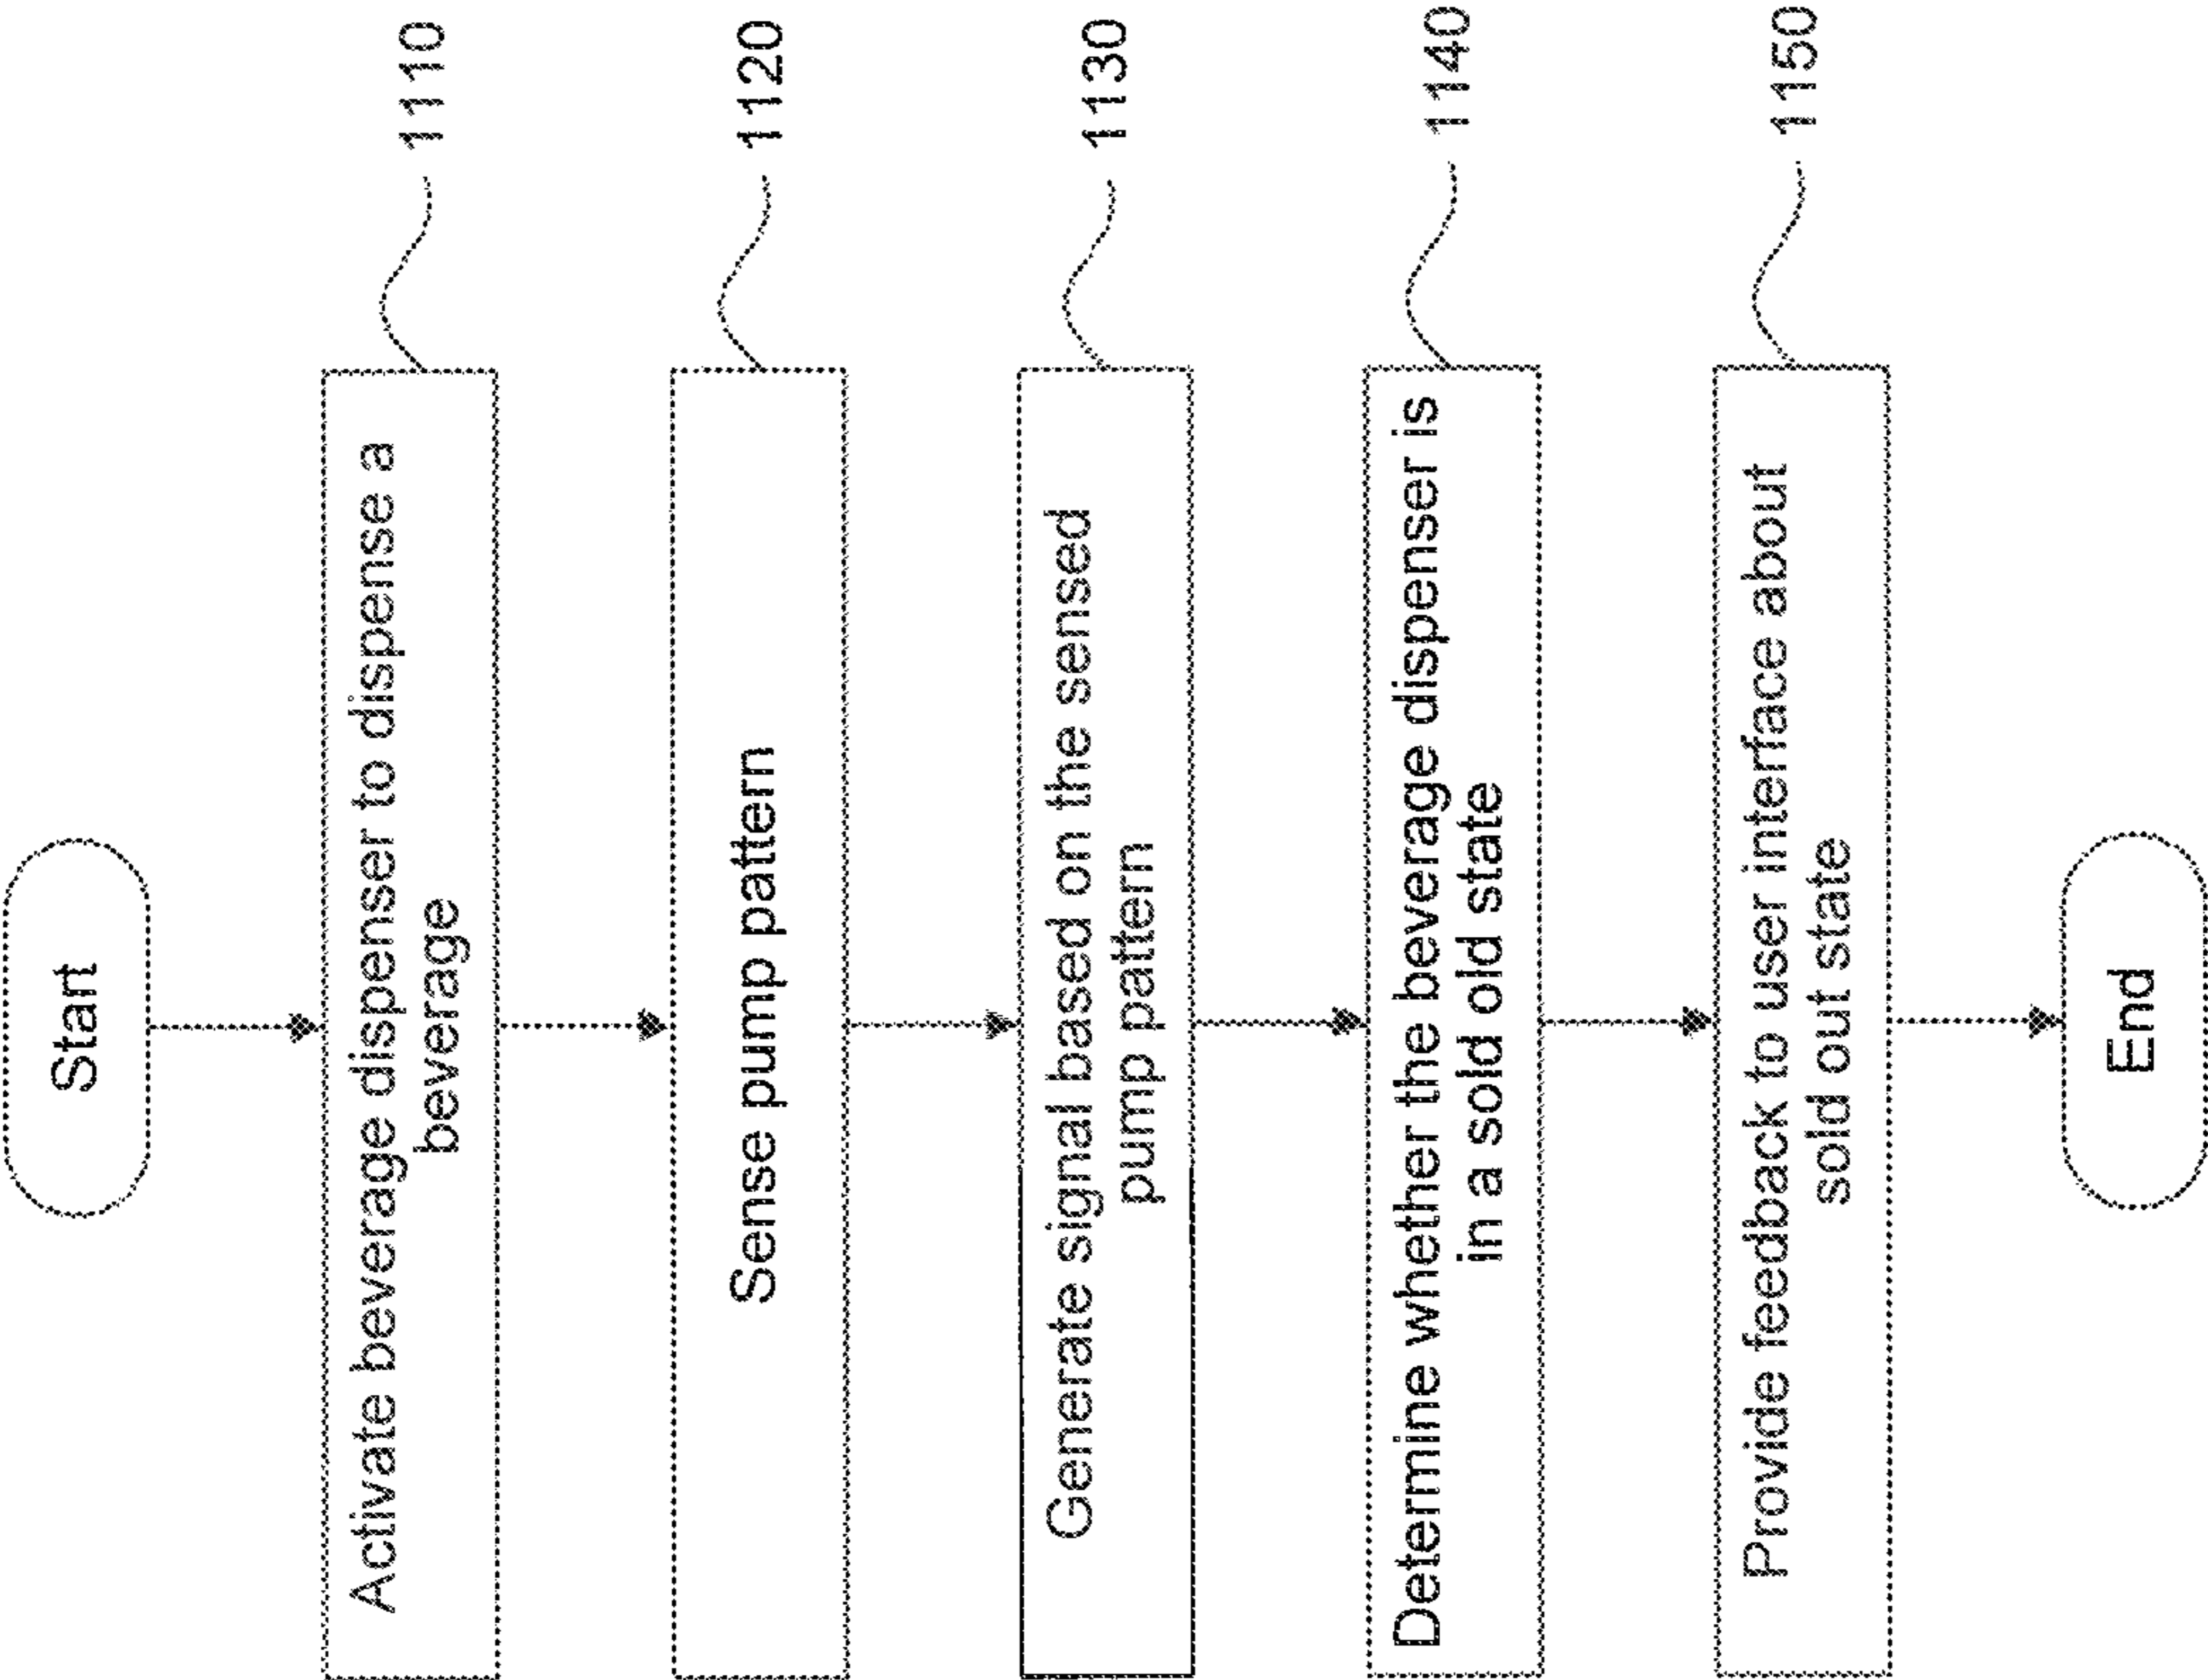 Start
Activate beverage dispenser to dispense a
beverage
1110
Sense pump pattern
1120
Generate signal based on the sensed
pump pattern
1130
Determine whether the beverage dispenser is
in a sold old state
1140
Provide feedback to user interface about
sold out state
1150
End